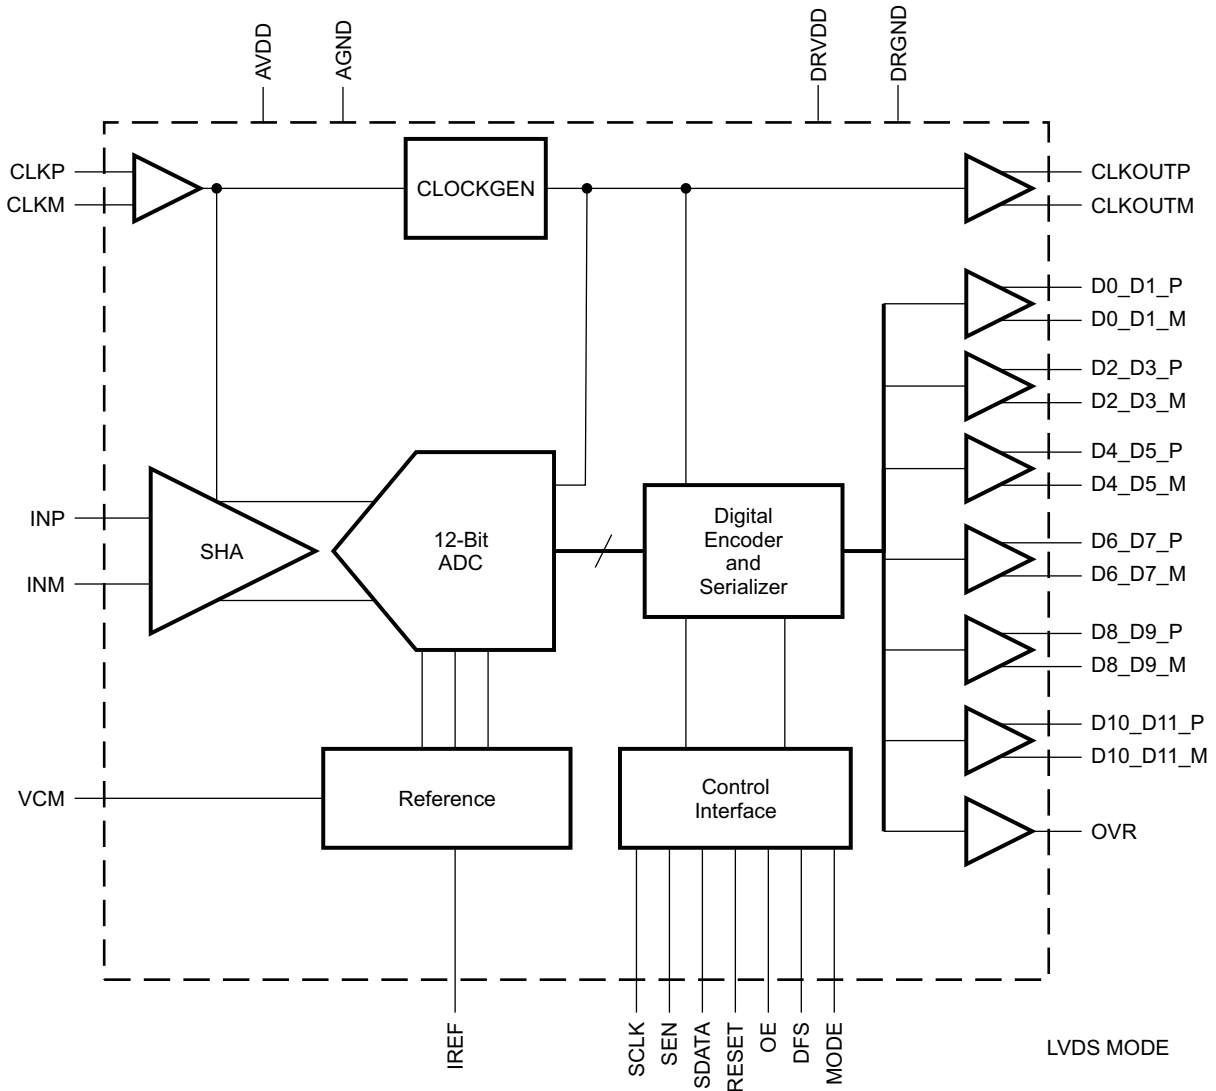 AVDD
AGND
DRVDD
DRGND
CLKP
CLKM
CLOCKGEN
CLKOUTP
CLKOUTM
D0_D1_P
D0_D1_M
D2_D3_P
D2_D3_M
D4_D5_P
D4_D5_M
INP
INM
SHA
12-Bit
ADC
Digital
Encoder
and
Serializer
D6_D7_P
D6_D7_M
D8_D9_P
D8_D9_M
D10_D11_P
D10_D11_M
VCM
Reference
Control
Interface
OVR
IREF
SCLK
SEN
SDATA
RESET
OE
DFS
MODE
LVDS MODE